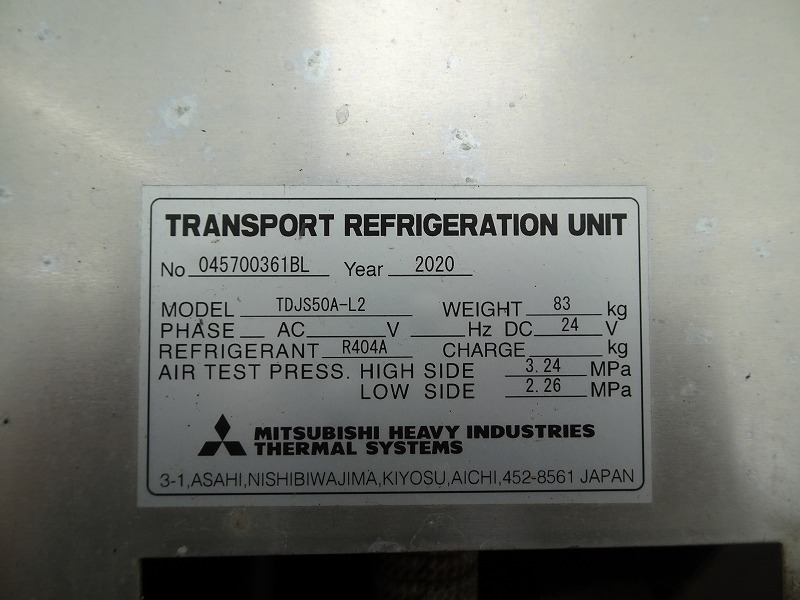 TRANSPORT REFRIGERATION UNIT
No 045700361BL Year 2020
MODEL TDJS50A-L2 WEIGHT 83 kg
PHASE AC V Hz DC 24 V
REFRIGERANT R404A CHARGE kg
AIR TEST PRESS. HIGH SIDE 3.24 MPa
LOW SIDE 2.26 MPa
MITSUBISHI HEAVY INDUSTRIES
THERMAL SYSTEMS
3-1,ASAHI,NISHIBIWAJIMA,KIYOSU,AICHI,452-8561 JAPAN